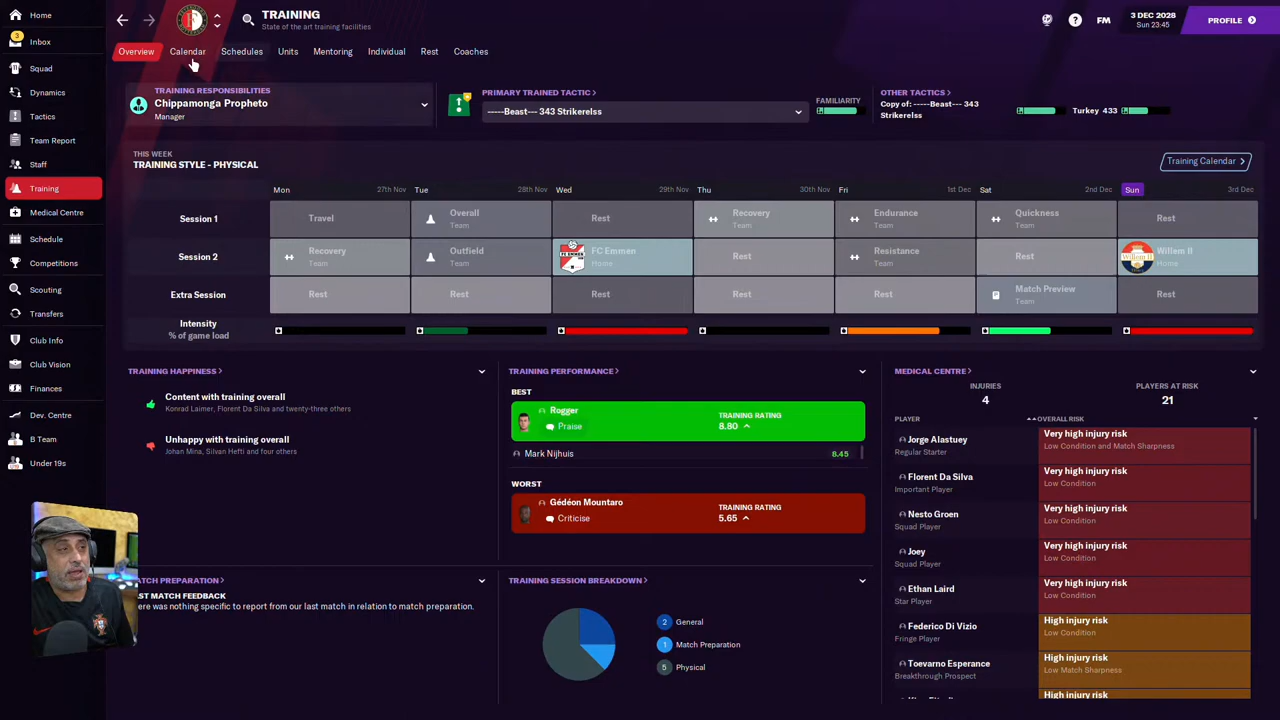 Home
TRAINING
State of the art training facilities
FM
3 DEC 2028
Sun 23:45
PROFILE
3
Inbox
Overview
Calendar
Schedules
Units
Mentoring
Individual
Rest
Coaches
Squad
Dynamics
Tactics
Team Report
Staff
Training
Medical Centre
Schedule
Competitions
Scouting
Transfers
Club Info
Club Vision
Finances
Dev. Centre
B Team
Under 19s
TRAINING RESPONSIBILITIES
Chippamonga Propheto
Manager
PRIMARY TRAINED TACTIC >
-----Beast--- 343 Strikerelss
FAMILIARITY
OTHER TACTICS >
Copy of: -----Beast--- 343
Strikerelss
Turkey 433
THIS WEEK
TRAINING STYLE - PHYSICAL
Training Calendar >
Mon 27th Nov Tue 28th Nov Wed 29th Nov Thu 30th Nov Fri 1st Dec Sat 2nd Dec Sun 3rd Dec
Session 1
Travel
Overall
Team
Rest
Recovery
Team
Endurance
Team
Quickness
Team
Rest
Session 2
Recovery
Team
Outfield
Team
FC Emmen
Home
Rest
Resistance
Team
Rest
Willem II
Home
Extra Session
Rest
Rest
Rest
Rest
Rest
Match Preview
Team
Rest
Intensity
% of game load
TRAINING HAPPINESS >
Content with training overall
Konrad Laimer, Florent Da Silva and twenty-three others
Unhappy with training overall
Johan Mina, Silvan Hefti and four others
TRAINING PERFORMANCE >
BEST
Rogger
Praise
TRAINING RATING
8.80
Mark Nijhuis 8.45
WORST
Gédéon Mountaro
Criticise
TRAINING RATING
5.65
MEDICAL CENTRE >
INJURIES
4
PLAYERS AT RISK
21
PLAYER
OVERALL RISK
Jorge Alastuey
Regular Starter
Very high injury risk
Low Condition and Match Sharpness
Florent Da Silva
Important Player
Very high injury risk
Low Condition
Nesto Groen
Squad Player
Very high injury risk
Low Condition
Joey
Squad Player
Very high injury risk
Low Condition
Ethan Laird
Star Player
Very high injury risk
Low Condition
Federico Di Vizio
Fringe Player
High injury risk
Low Condition
Toevarno Esperance
Breakthrough Prospect
High injury risk
Low Match Sharpness
High injury risk
ATCH PREPARATION >
ST MATCH FEEDBACK
ere was nothing specific to report from our last match in relation to match preparation.
TRAINING SESSION BREAKDOWN >
2 General
1 Match Preparation
5 Physical